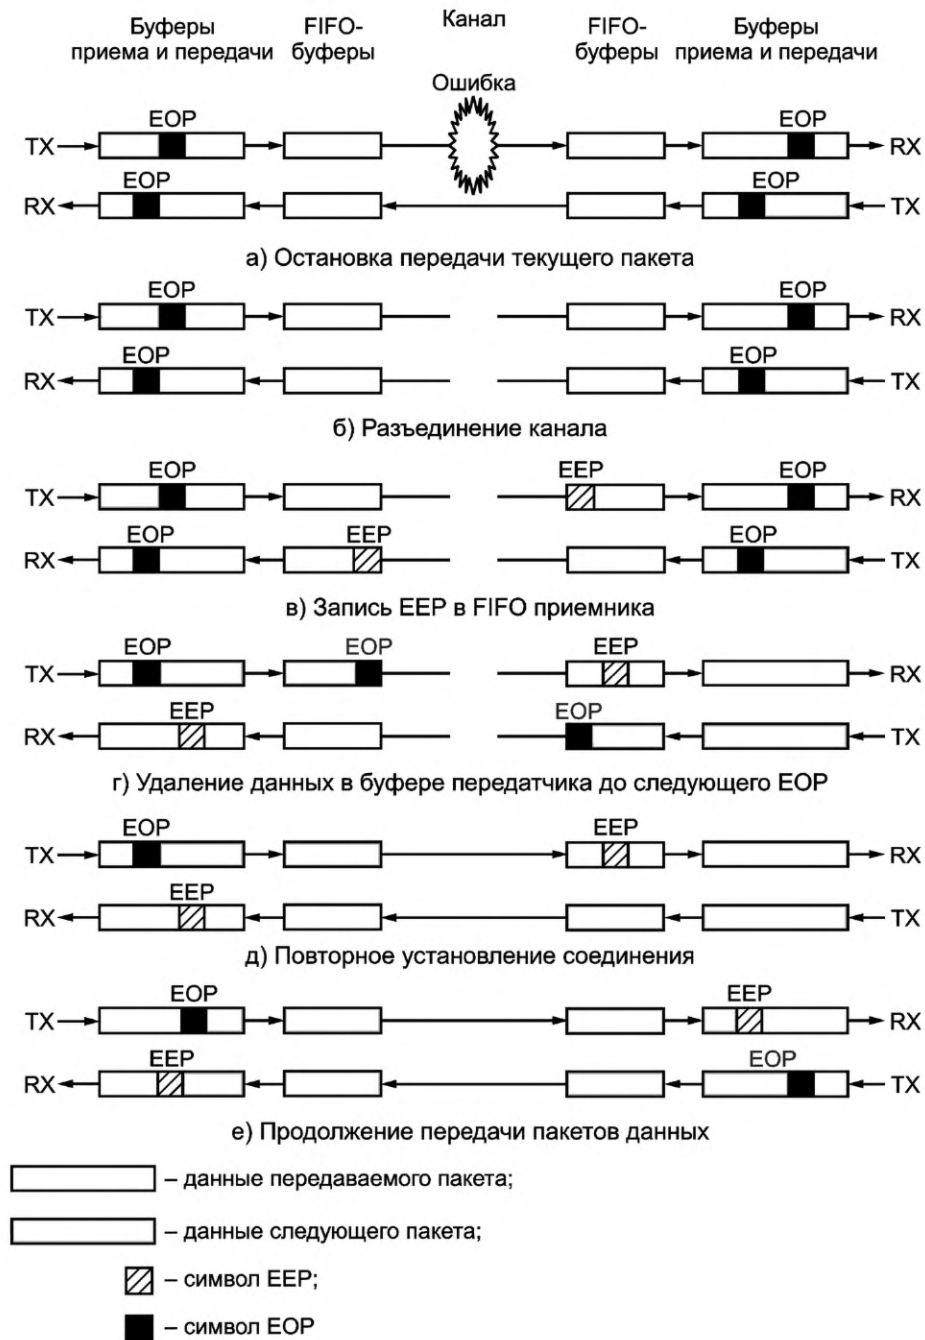 Буферы приема и передачи
FIFO-буферы
Канал
FIFO-буферы
Буферы приема и передачи
Ошибка
EOP
EOP
TX
RX
EOP
EOP
RX
TX
а) Остановка передачи текущего пакета
EOP
EOP
TX
RX
EOP
EOP
RX
TX
б) Разъединение канала
EOP
EEP
EOP
TX
RX
EOP
EEP
EOP
RX
TX
в) Запись EEP в FIFO приемника
EOP
EOP
EEP
TX
RX
EEP
EOP
RX
TX
г) Удаление данных в буфере передатчика до следующего EOP
EOP
EEP
TX
RX
EEP
RX
TX
д) Повторное установление соединения
EOP
EEP
TX
RX
EEP
EOP
RX
TX
е) Продолжение передачи пакетов данных
– данные передаваемого пакета;
– данные следующего пакета;
– символ EEP;
– символ EOP